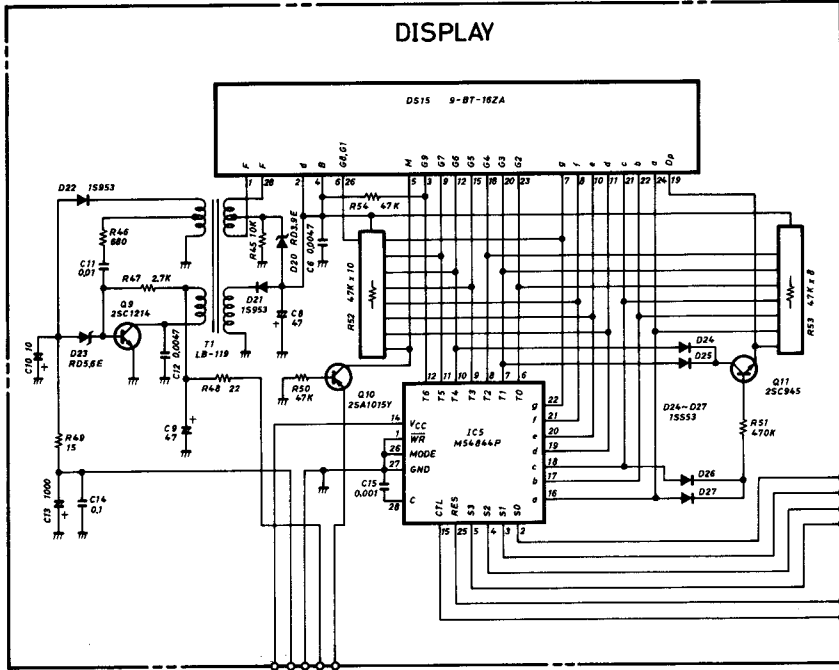 DISPLAY
DS15 9-BT-16ZA
F F d B G8,G1 M G9 G7 G6 G5 G4 G3 G2 g f e d c b a Dp
1 28 2 4 6 26 5 3 9 12 15 18 20 23 7 8 10 11 21 22 24 19
D22 1S953
R54 47K
R46
680
R45 10K
D20 RD3,9E
C6 0,0047
C11
0,01
R47 2.7K
R52 47K x 10
R53 47K x 8
Q9
2SC1214
D21
1S953
C8
47
D24
D25
C10 10
D23
RD5,6E
C12 0,0047
T1
LB-119
R48 22
R50
47K
Q10
2SA1015Y
Q11
2SC945
12 11 10 9 8 7 6
T6 T5 T4 T3 T2 T1 T0
D24~D27
1SS53
R51
470K
C9
47
R49
15
14 VCC
1 WR
26 MODE
27 GND
28 C
IC5
M54844P
g 22
f 21
e 20
d 19
c 18
b 17
a 16
D26
D27
C15
0.001
C13 1000
C14
0,1
CTL RES S3 S2 S1 S0
15 25 5 4 3 2